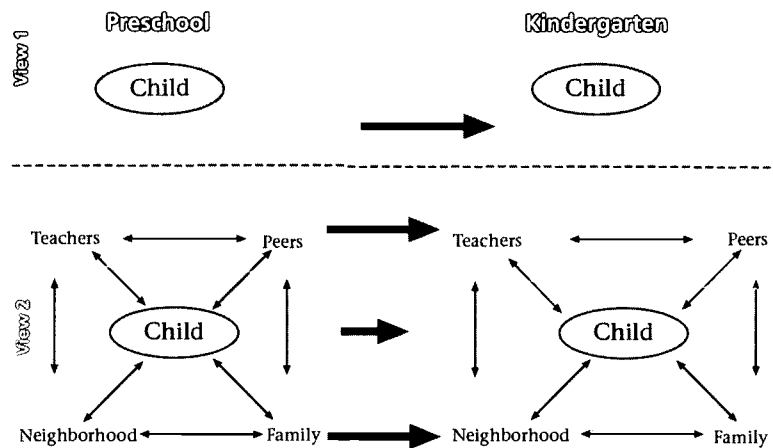 Preschool Kindergarten
View 1
Child Child
Teachers Peers Teachers Peers
View 2
Child Child
Neighborhood Family Neighborhood Family